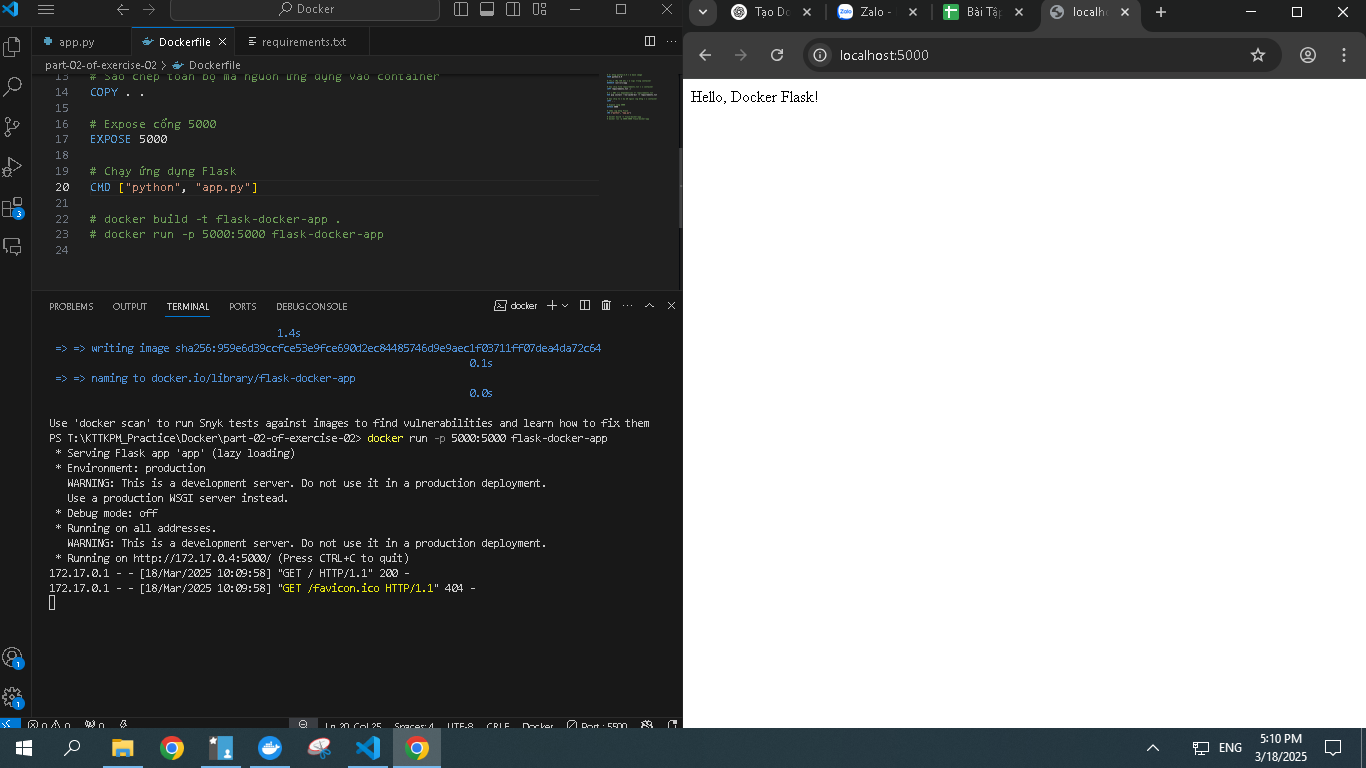 Docker
app.py
Dockerfile
requirements.txt
part-02-of-exercise-02 > Dockerfile
13 # Sao chép toàn bộ mã nguồn ứng dụng vào container
14 COPY . .
15
16 # Expose cổng 5000
17 EXPOSE 5000
18
19 # Chạy ứng dụng Flask
20 CMD ["python", "app.py"]
21
22 # docker build -t flask-docker-app .
23 # docker run -p 5000:5000 flask-docker-app
24
PROBLEMS OUTPUT TERMINAL PORTS DEBUG CONSOLE docker
1.4s
=> => writing image sha256:959e6d39ccfce53e9fce690d2ec84485746d9e9aec1f03711ff07dea4da72c64
0.1s
=> => naming to docker.io/library/flask-docker-app
0.0s
Use 'docker scan' to run Snyk tests against images to find vulnerabilities and learn how to fix them
PS T:\KTTKPM_Practice\Docker\part-02-of-exercise-02> docker run -p 5000:5000 flask-docker-app
* Serving Flask app 'app' (lazy loading)
* Environment: production
WARNING: This is a development server. Do not use it in a production deployment.
Use a production WSGI server instead.
* Debug mode: off
* Running on all addresses.
WARNING: This is a development server. Do not use it in a production deployment.
* Running on http://172.17.0.4:5000/ (Press CTRL+C to quit)
172.17.0.1 - - [18/Mar/2025 10:09:58] "GET / HTTP/1.1" 200 -
172.17.0.1 - - [18/Mar/2025 10:09:58] "GET /favicon.ico HTTP/1.1" 404 -
3
1
1
0 0 0 Ln 20, Col 25 Spaces: 4 UTF-8 CRLF Docker Port : 5500
Tạo Do
Zalo -
Bài Tập
localho
localhost:5000
Hello, Docker Flask!
ENG
5:10 PM
3/18/2025